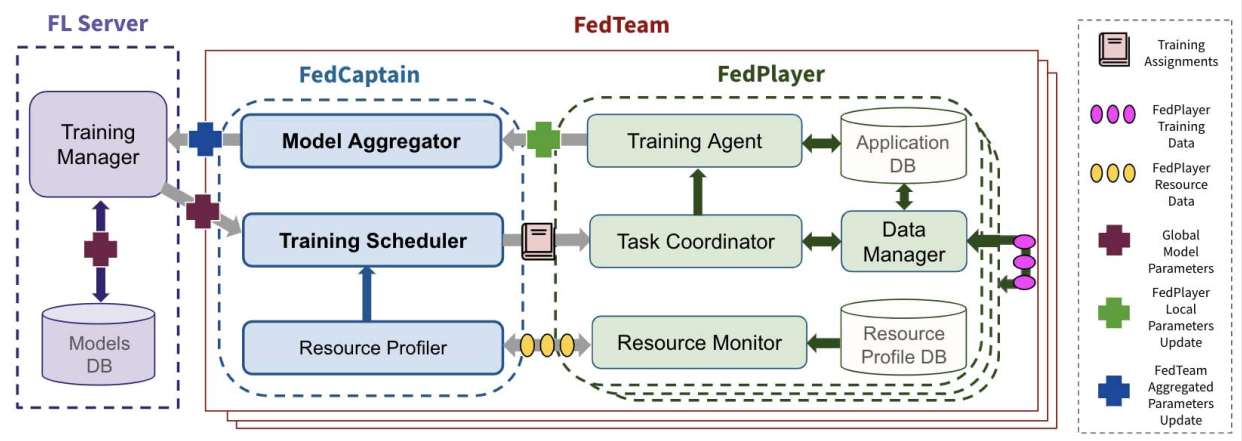 FL Server
FedTeam
FedCaptain
FedPlayer
Training
Manager
Models
DB
Model Aggregator
Training Scheduler
Resource Profiler
Training Agent
Task Coordinator
Resource Monitor
Application
DB
Data
Manager
Resource
Profile DB
Training
Assignments
FedPlayer
Training
Data
FedPlayer
Resource
Data
Global
Model
Parameters
FedPlayer
Local
Parameters
Update
FedTeam
Aggregated
Parameters
Update